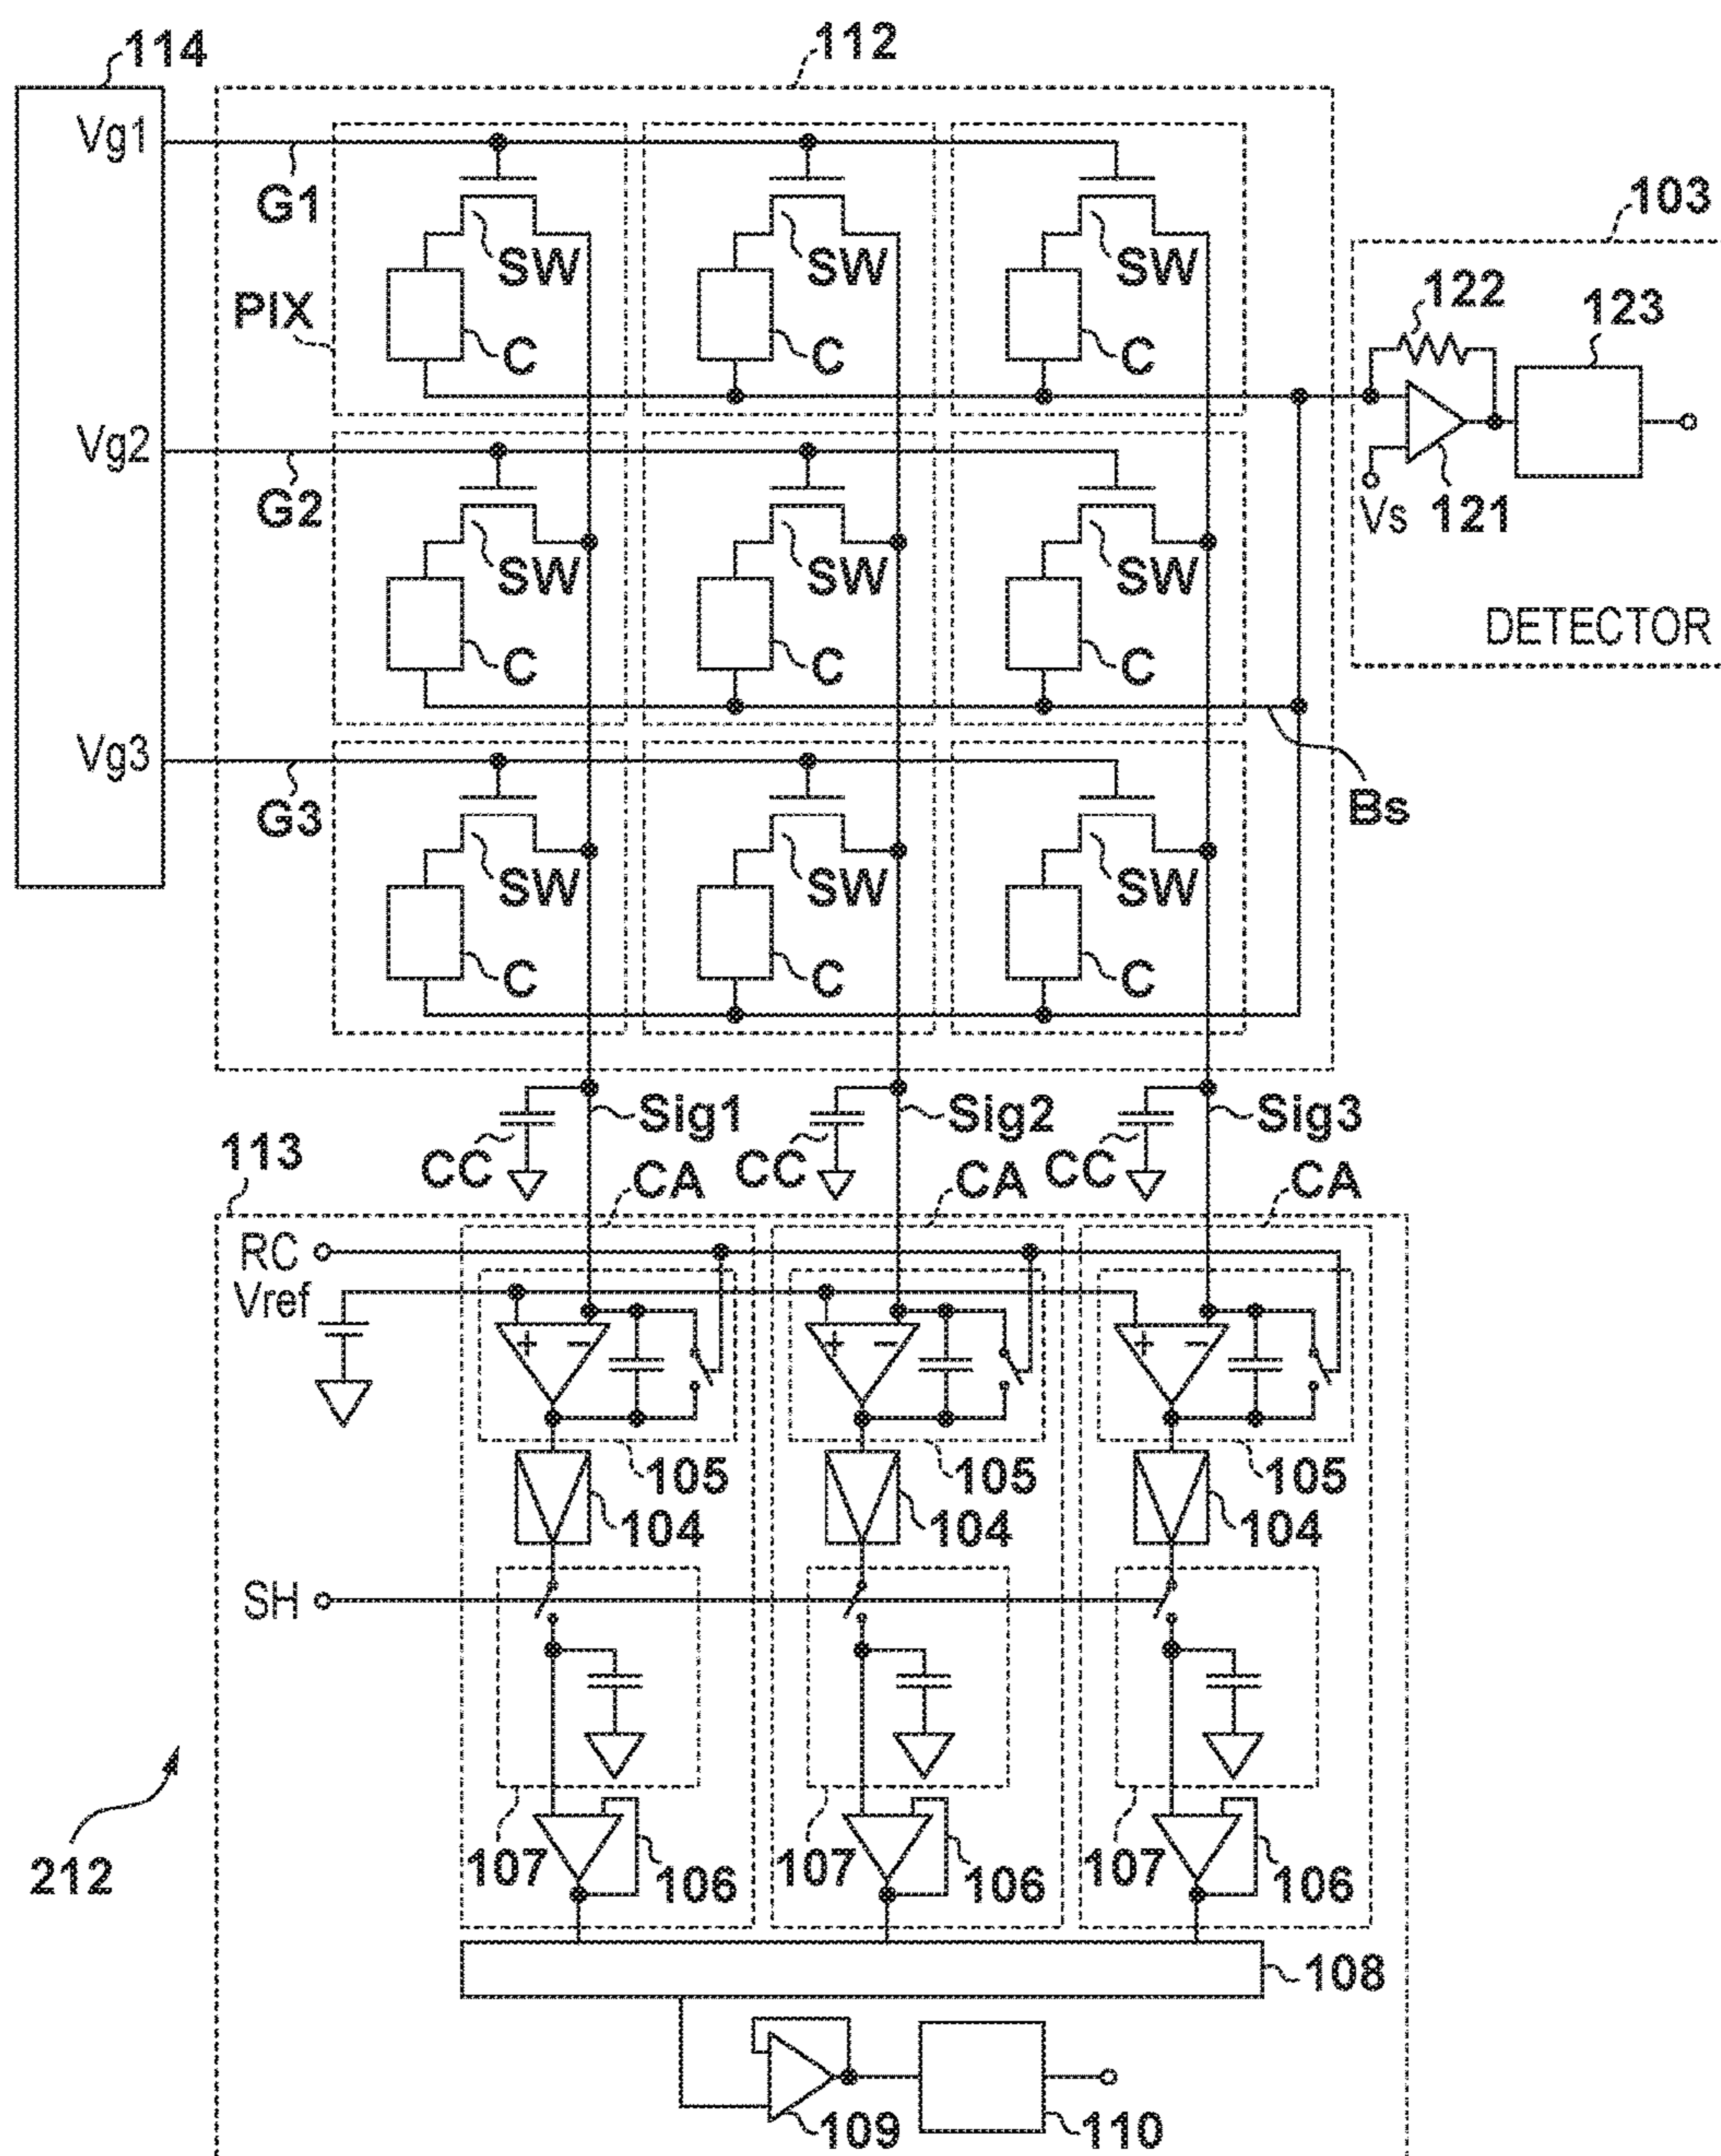 114
112
Vg1
G1
SW
SW
SW
103
PIX
C
C
C
122
123
Vs
121
Vg2
G2
SW
SW
SW
DETECTOR
C
C
C
Vg3
G3
Bs
SW
SW
SW
C
C
C
Sig1
Sig2
Sig3
113
CC
CC
CC
CA
CA
CA
RC
Vref
+ −
+ −
+ −
105
105
105
104
104
104
SH
107
106
107
106
107
106
212
108
109
110